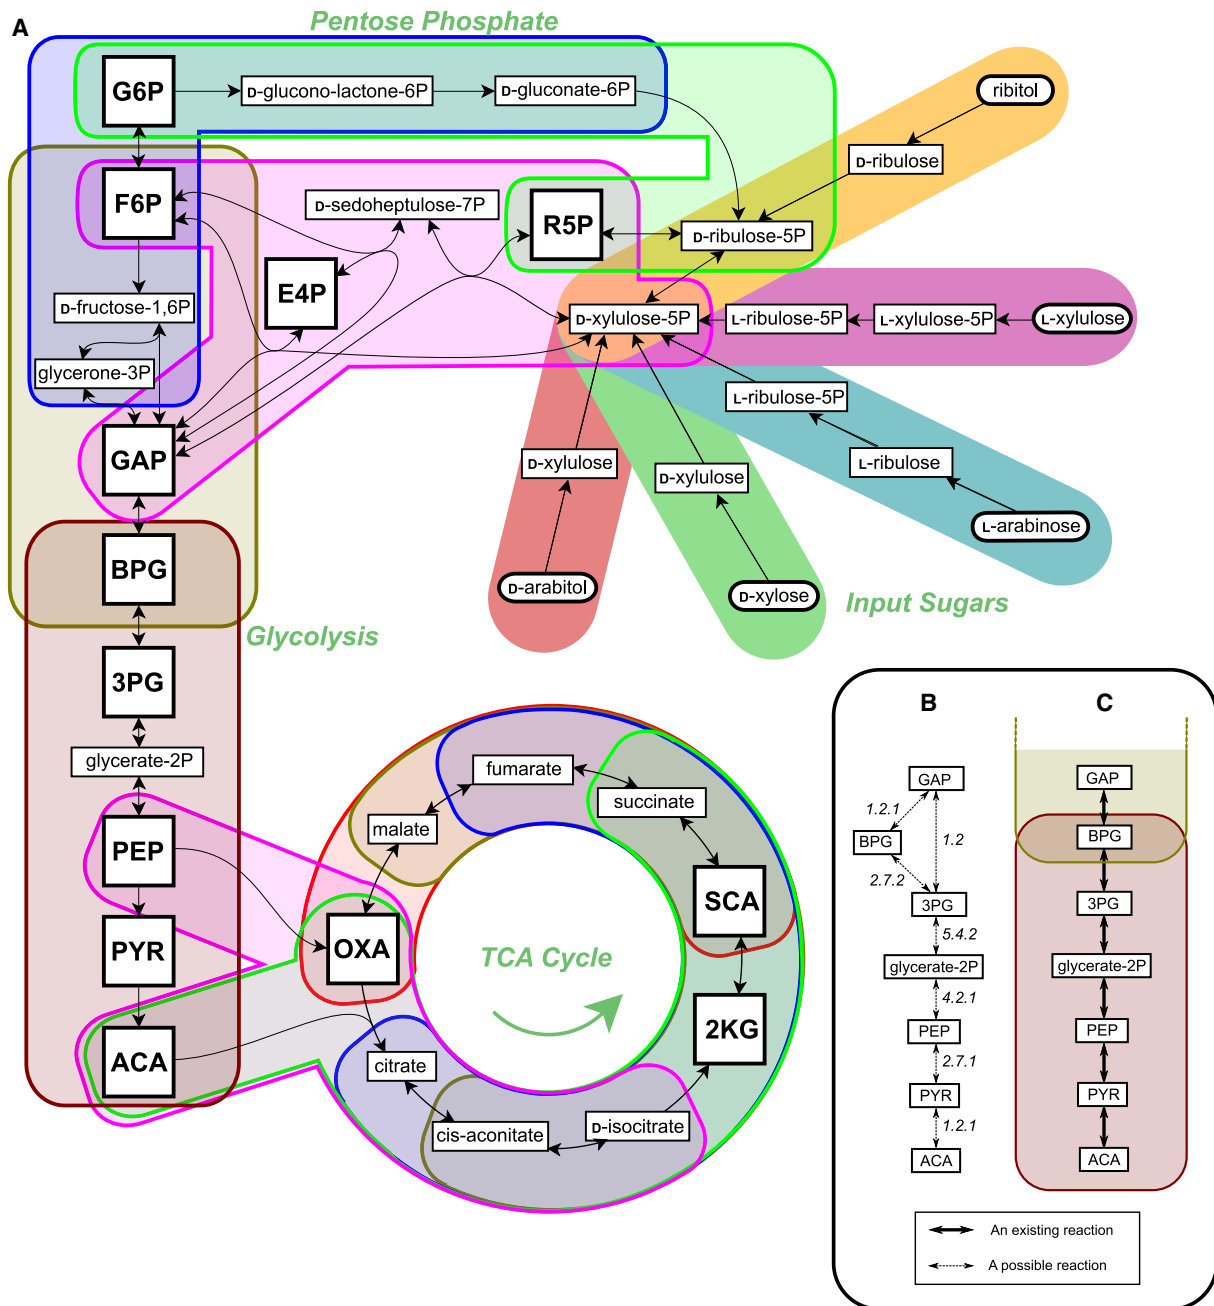 A
Pentose Phosphate
G6P
D-glucono-lactone-6P
D-gluconate-6P
ribitol
D-ribulose
F6P
D-sedoheptulose-7P
R5P
D-ribulose-5P
E4P
D-fructose-1,6P
D-xylulose-5P
L-ribulose-5P
L-xylulose-5P
L-xylulose
glycerone-3P
L-ribulose-5P
GAP
D-xylulose
D-xylulose
L-ribulose
L-arabinose
BPG
D-arabitol
D-xylose
Input Sugars
Glycolysis
3PG
glycerate-2P
fumarate
succinate
malate
PEP
SCA
PYR
OXA
TCA Cycle
2KG
ACA
citrate
cis-aconitate
D-isocitrate
B
GAP
1.2.1
BPG
1.2
2.7.2
3PG
5.4.2
glycerate-2P
4.2.1
PEP
2.7.1
PYR
1.2.1
ACA
C
GAP
BPG
3PG
glycerate-2P
PEP
PYR
ACA
An existing reaction
A possible reaction